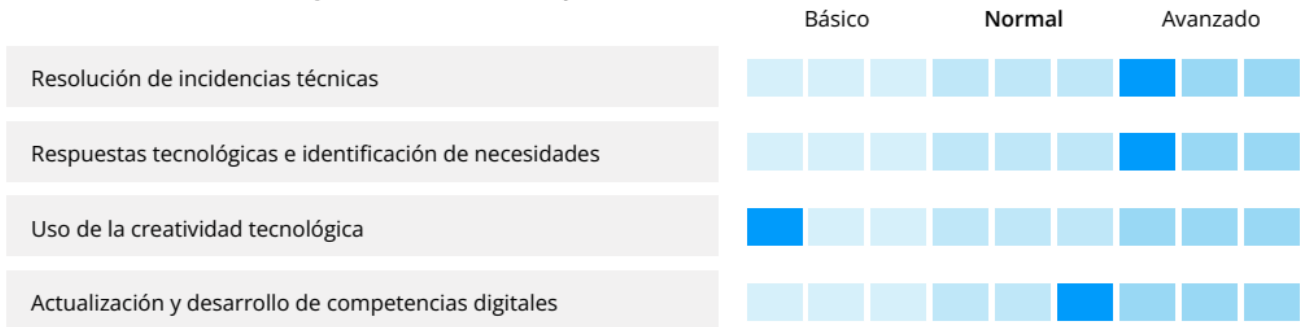 Básico Normal Avanzado
Resolución de incidencias técnicas
Respuestas tecnológicas e identificación de necesidades
Uso de la creatividad tecnológica
Actualización y desarrollo de competencias digitales